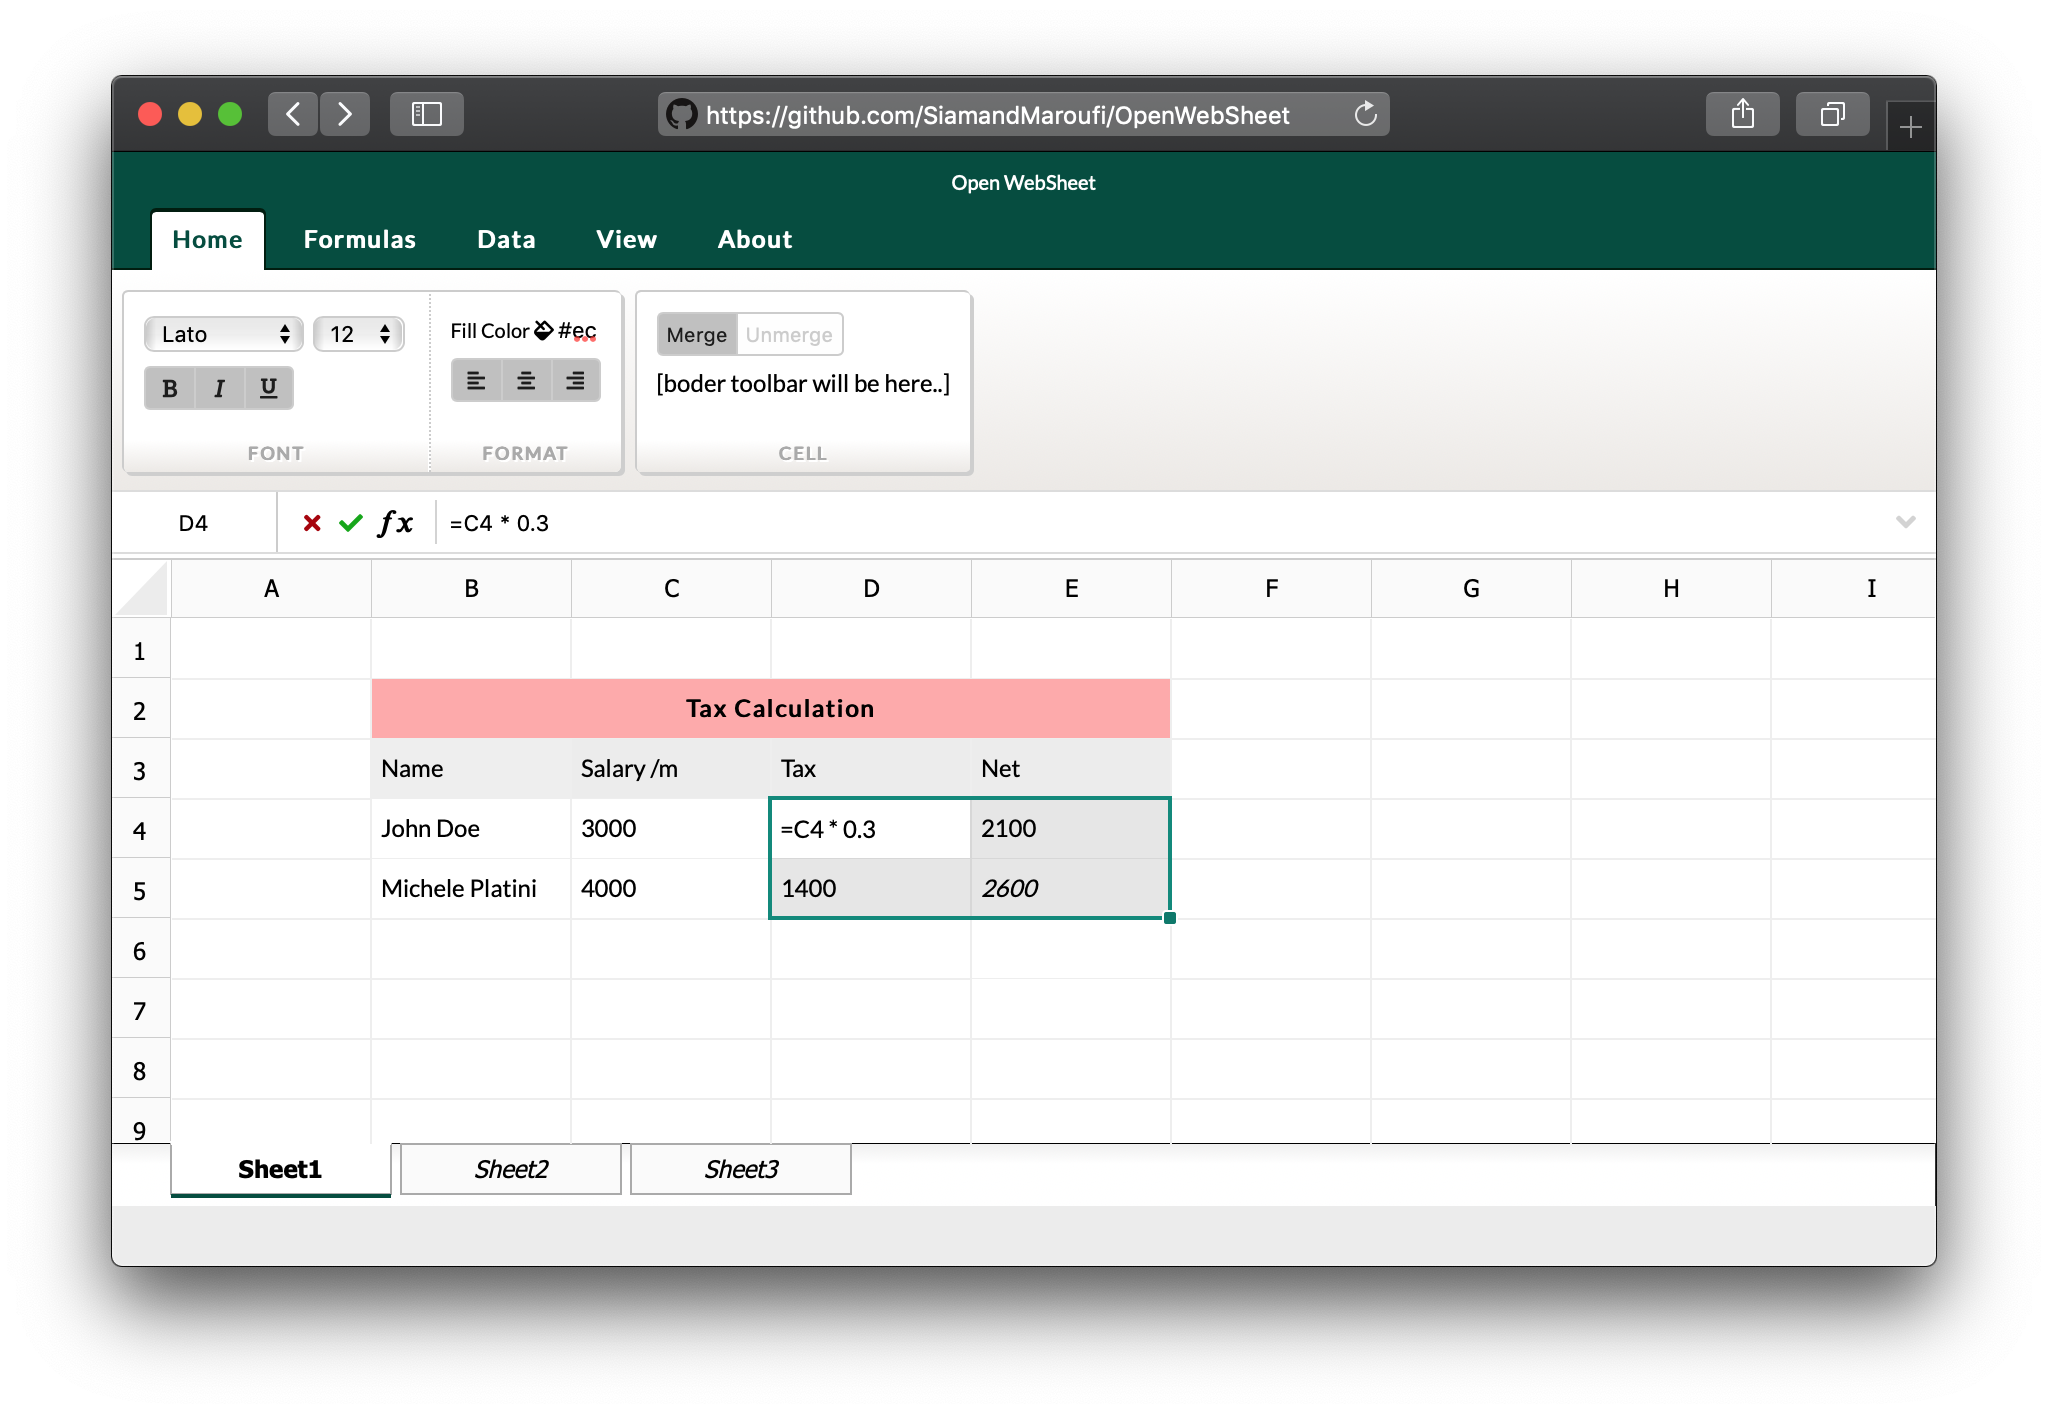 https://github.com/SiamandMaroufi/OpenWebSheet
Open WebSheet
Home Formulas Data View About
Lato 12 Fill Color #ec Merge Unmerge
B I U [boder toolbar will be here..]
FONT FORMAT CELL
D4 fx =C4 * 0.3
A B C D E F G H I
1
2 Tax Calculation
3 Name Salary /m Tax Net
4 John Doe 3000 =C4 * 0.3 2100
5 Michele Platini 4000 1400 2600
6
7
8
9
Sheet1 Sheet2 Sheet3